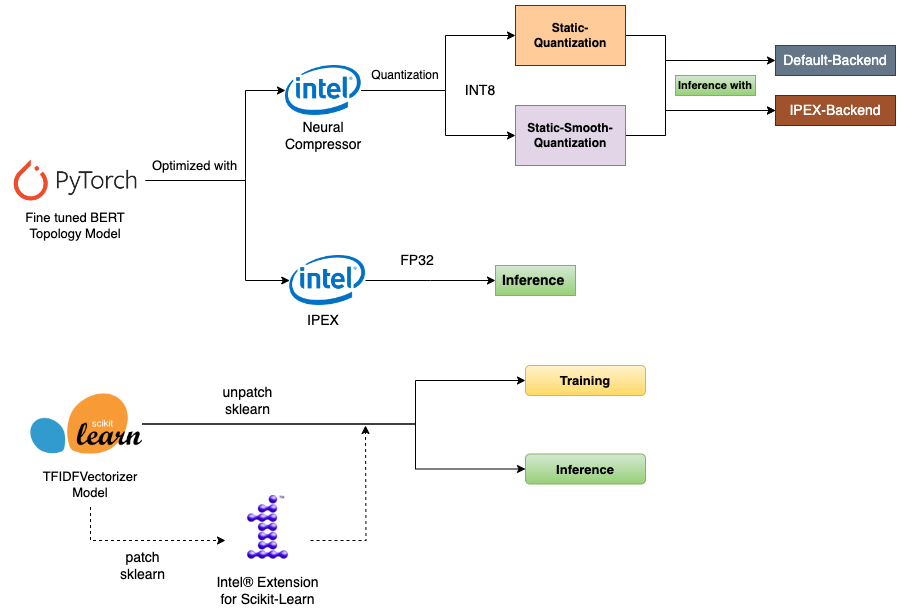 Static-
Quantization
Default-Backend
intel
Quantization
INT8
Inference with
IPEX-Backend
Neural
Compressor
Static-Smooth-
Quantization
Optimized with
PyTorch
Fine tuned BERT
Topology Model
intel
FP32
Inference
IPEX
unpatch
sklearn
Training
scikit
learn
Inference
TFIDFVectorizer
Model
patch
sklearn
Intel® Extension
for Scikit-Learn